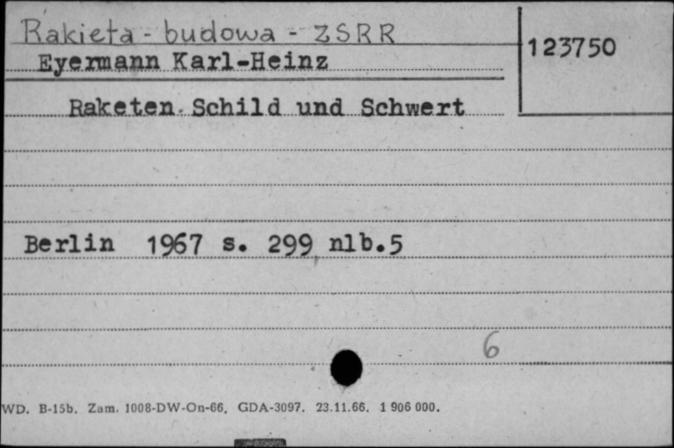 Rakieta - budowa - ZSRR
123750
Eyermann Karl-Heinz
Raketen. Schild und Schwert
Berlin 1967 s. 299 nlb.5
6
WD. B-15b. Zam. 1008-DW-On-66. GDA-3097. 23.11.66. 1 906 000.